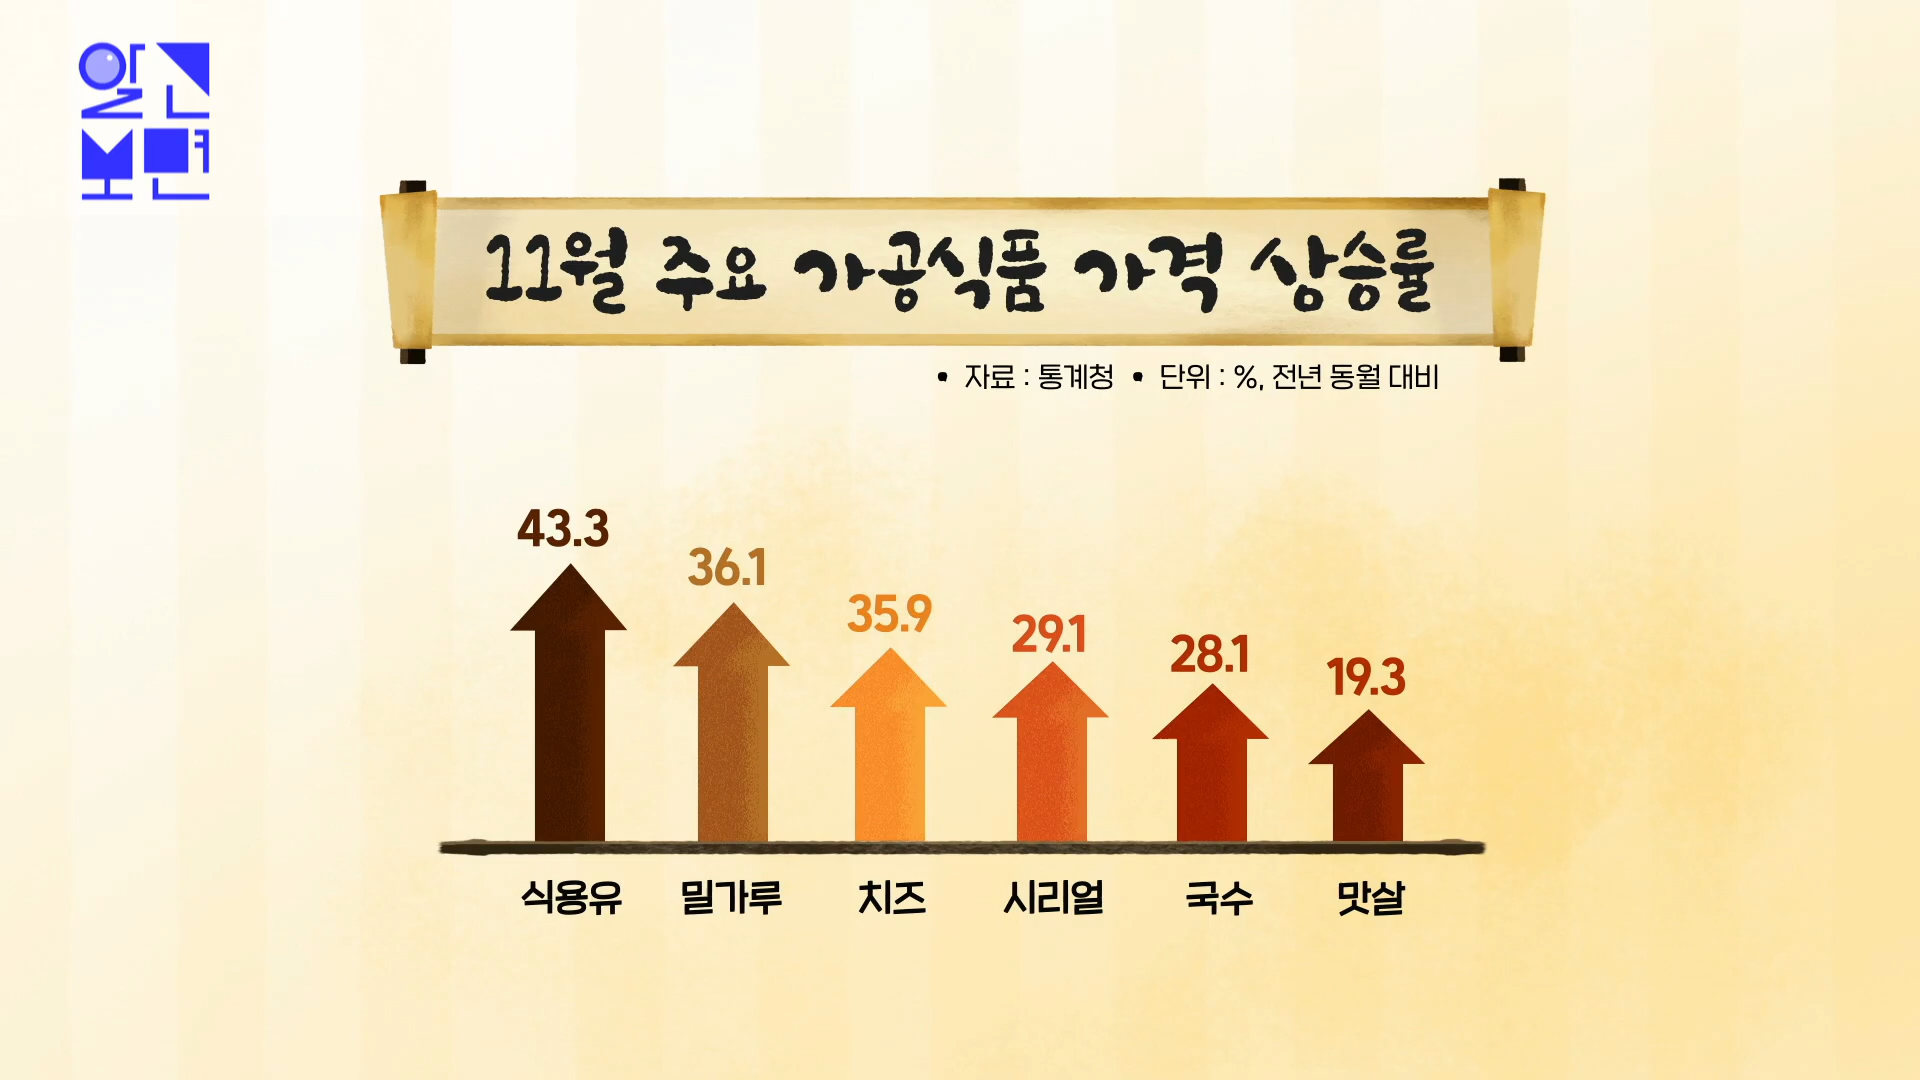 알고
보면
11월 주요 가공식품 가격 상승률
• 자료 : 통계청 • 단위 : %, 전년 동월 대비
43.3
36.1
35.9
29.1
28.1
19.3
식용유 밀가루 치즈 시리얼 국수 맛살